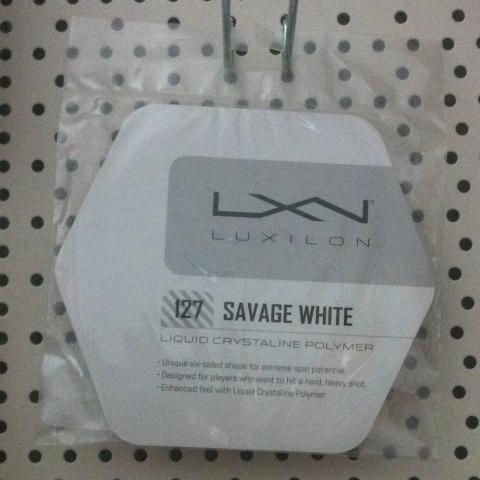 LXN®
LUXILON
127 SAVAGE WHITE
LIQUID CRYSTALINE POLYMER
• Unique six-sided shape for extreme spin potential.
• Designed for players who want to hit a hard, heavy shot.
• Enhanced feel with Liquid Crystaline Polymer